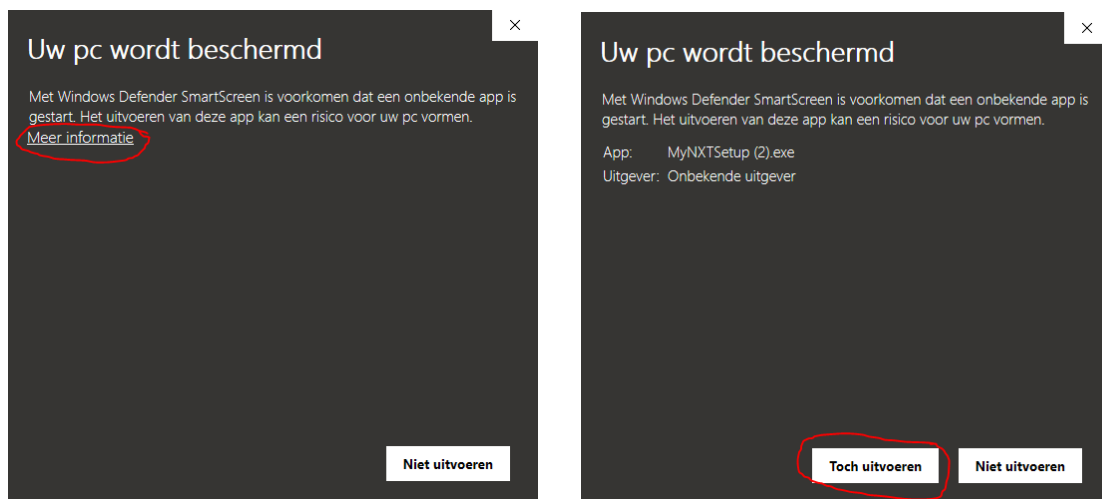 Uw pc wordt beschermd
Met Windows Defender SmartScreen is voorkomen dat een onbekende app is
gestart. Het uitvoeren van deze app kan een risico voor uw pc vormen.
Meer informatie
Niet uitvoeren
Uw pc wordt beschermd
Met Windows Defender SmartScreen is voorkomen dat een onbekende app is
gestart. Het uitvoeren van deze app kan een risico voor uw pc vormen.
App: MyNXTSetup (2).exe
Uitgever: Onbekende uitgever
Toch uitvoeren Niet uitvoeren